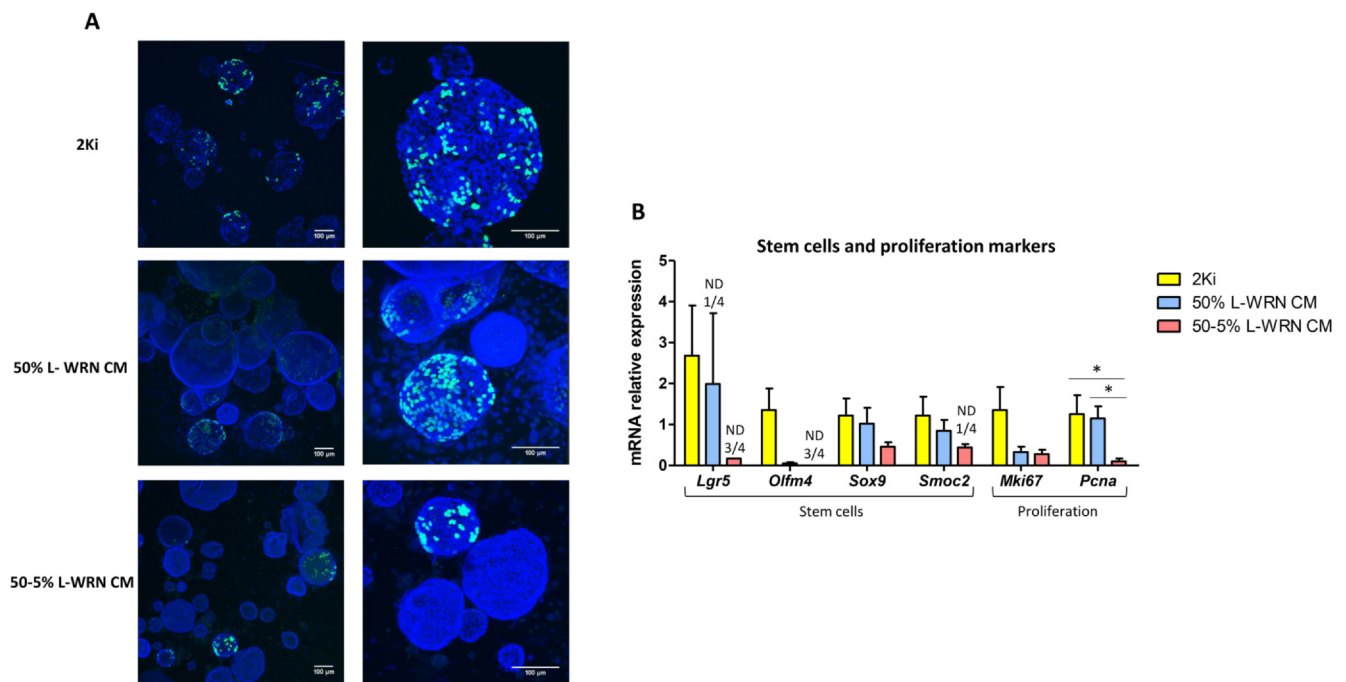 A
2Ki
100 µm
100 µm
50% L- WRN CM
100 µm
100 µm
50-5% L-WRN CM
100 µm
100 µm
B
Stem cells and proliferation markers
mRNA relative expression
5
4
3
2
1
0
ND
1/4
ND
3/4
ND
3/4
ND
1/4
*
*
Lgr5 Olfm4 Sox9 Smoc2 Mki67 Pcna
Stem cells Proliferation
2Ki
50% L-WRN CM
50-5% L-WRN CM